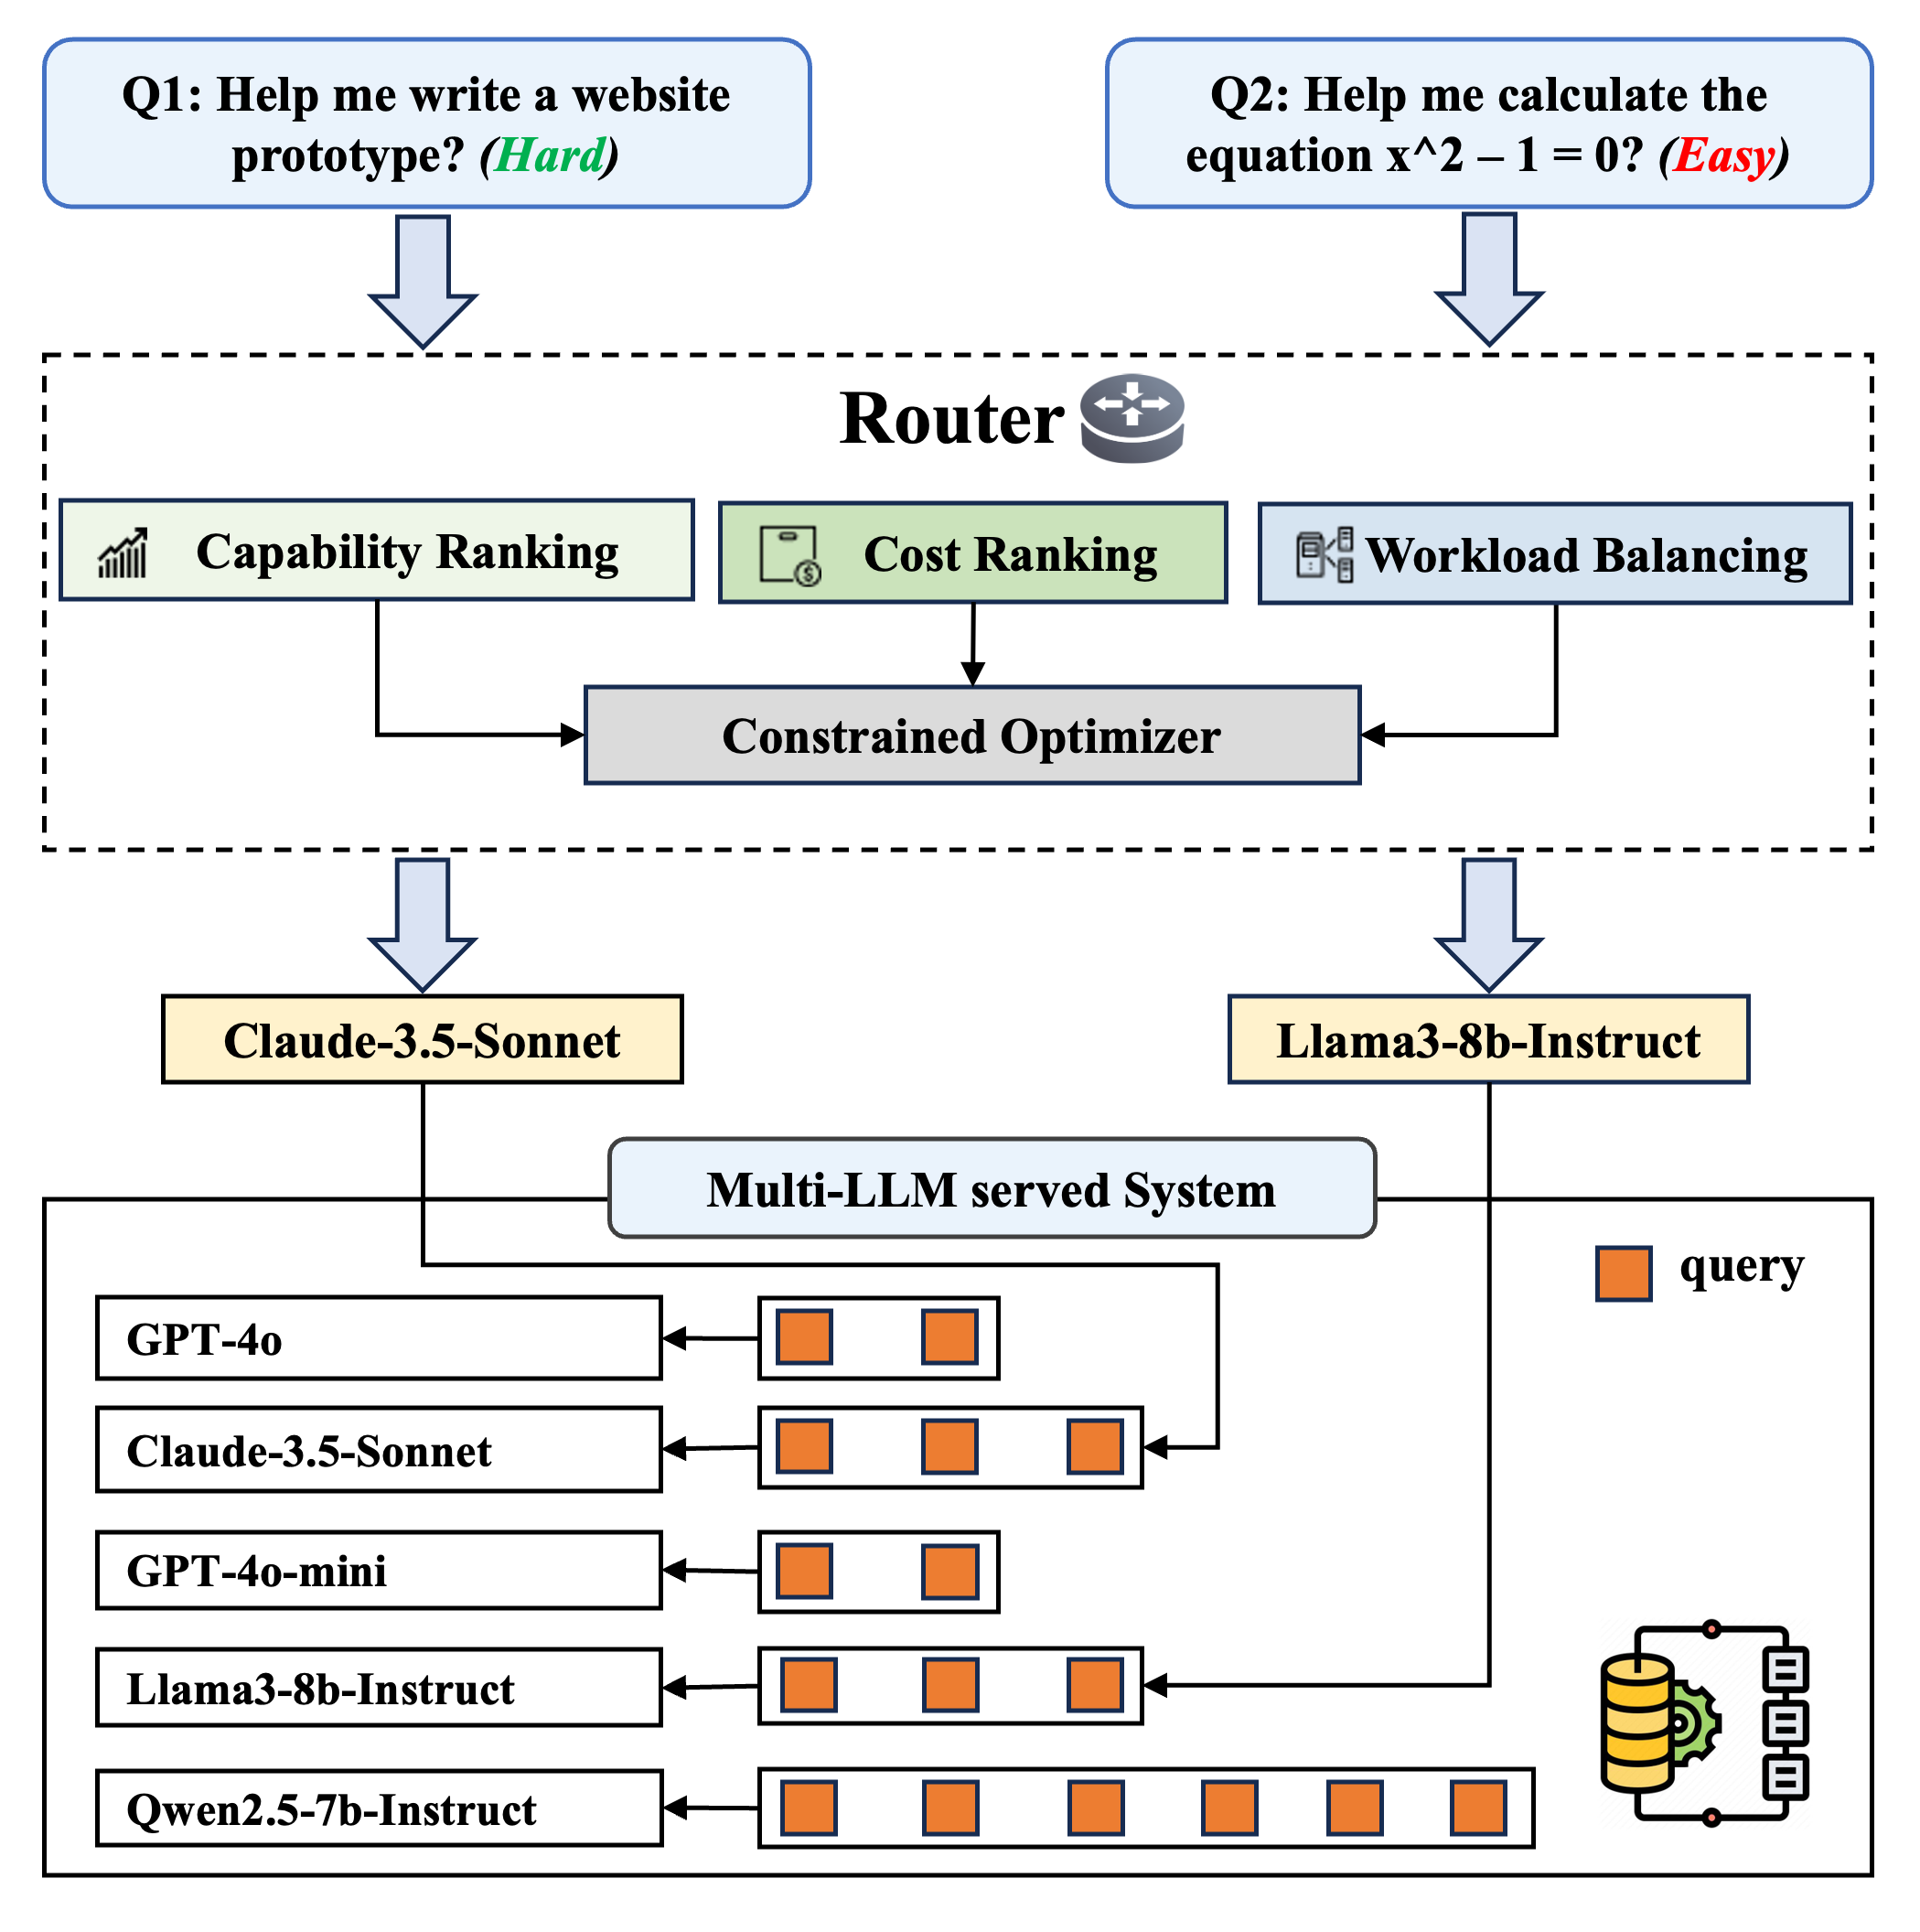 Q1: Help me write a website
prototype? (Hard)
Q2: Help me calculate the
equation x^2 – 1 = 0? (Easy)
Router
Capability Ranking
Cost Ranking
Workload Balancing
Constrained Optimizer
Claude-3.5-Sonnet
Llama3-8b-Instruct
Multi-LLM served System
query
GPT-4o
Claude-3.5-Sonnet
GPT-4o-mini
Llama3-8b-Instruct
Qwen2.5-7b-Instruct